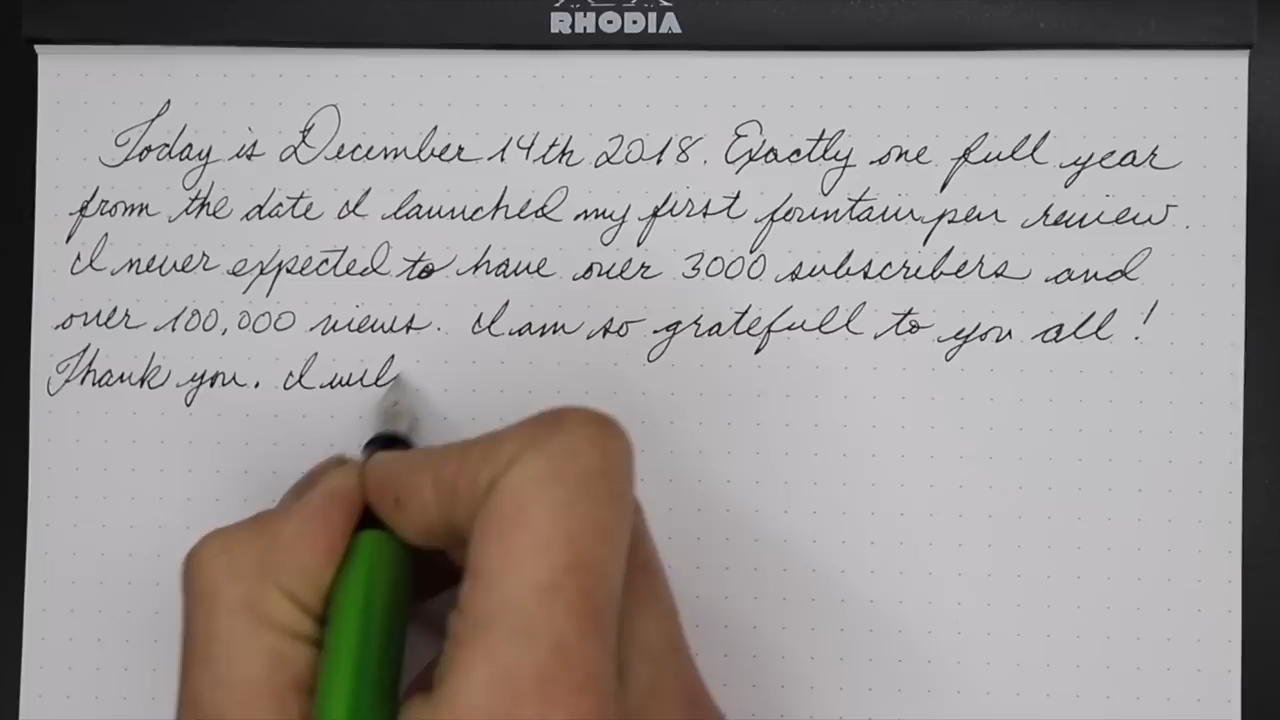 RHODIA
Today is December 14th 2018. Exactly one full year
from the date I launched my first fountain pen review.
I never expected to have over 3000 subscribers and
over 100,000 views. I am so gratefull to you all!
Thank you. I wil